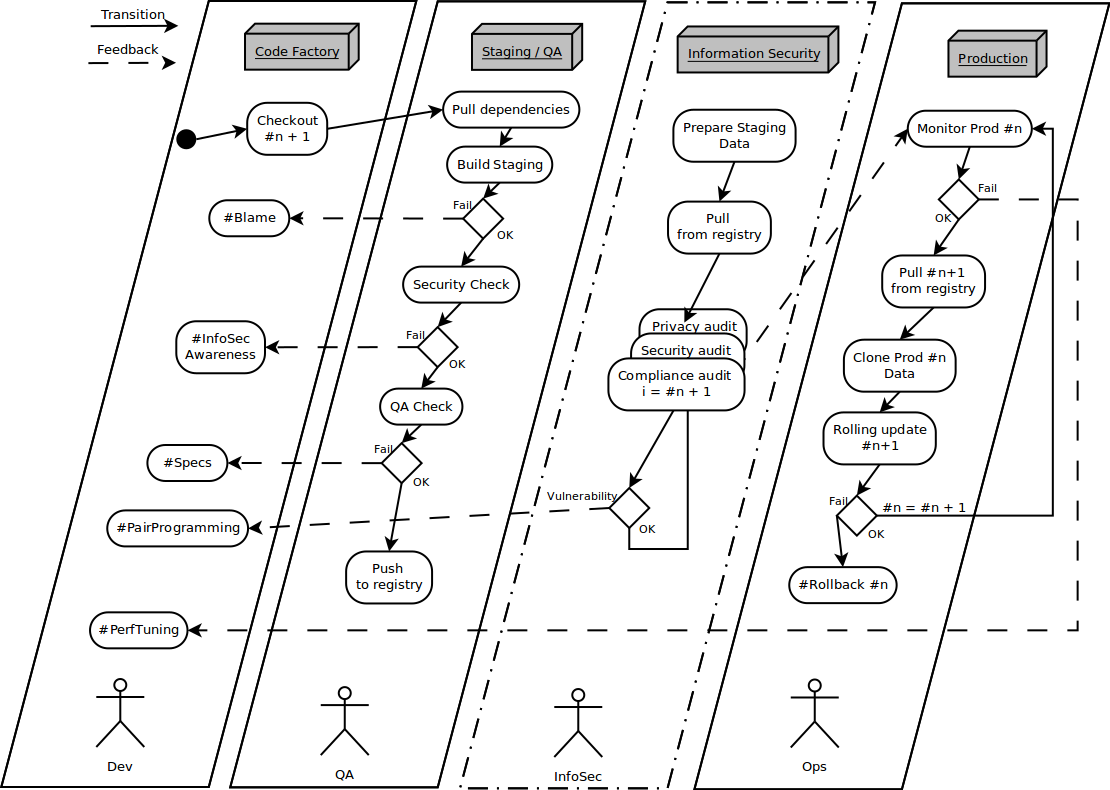 Transition
Feedback
Code Factory
Checkout
#n + 1
#Blame
#InfoSec
Awareness
#Specs
#PairProgramming
#PerfTuning
Dev
Staging / QA
Pull dependencies
Build Staging
Fail
OK
Security Check
Fail
OK
QA Check
Fail
OK
Push
to registry
QA
Information Security
Prepare Staging
Data
Pull
from registry
Privacy audit
Security audit
Compliance audit
i = #n + 1
Vulnerability
OK
InfoSec
Production
Monitor Prod #n
Fail
OK
Pull #n+1
from registry
Clone Prod #n
Data
Rolling update
#n+1
Fail
#n = #n + 1
OK
#Rollback #n
Ops